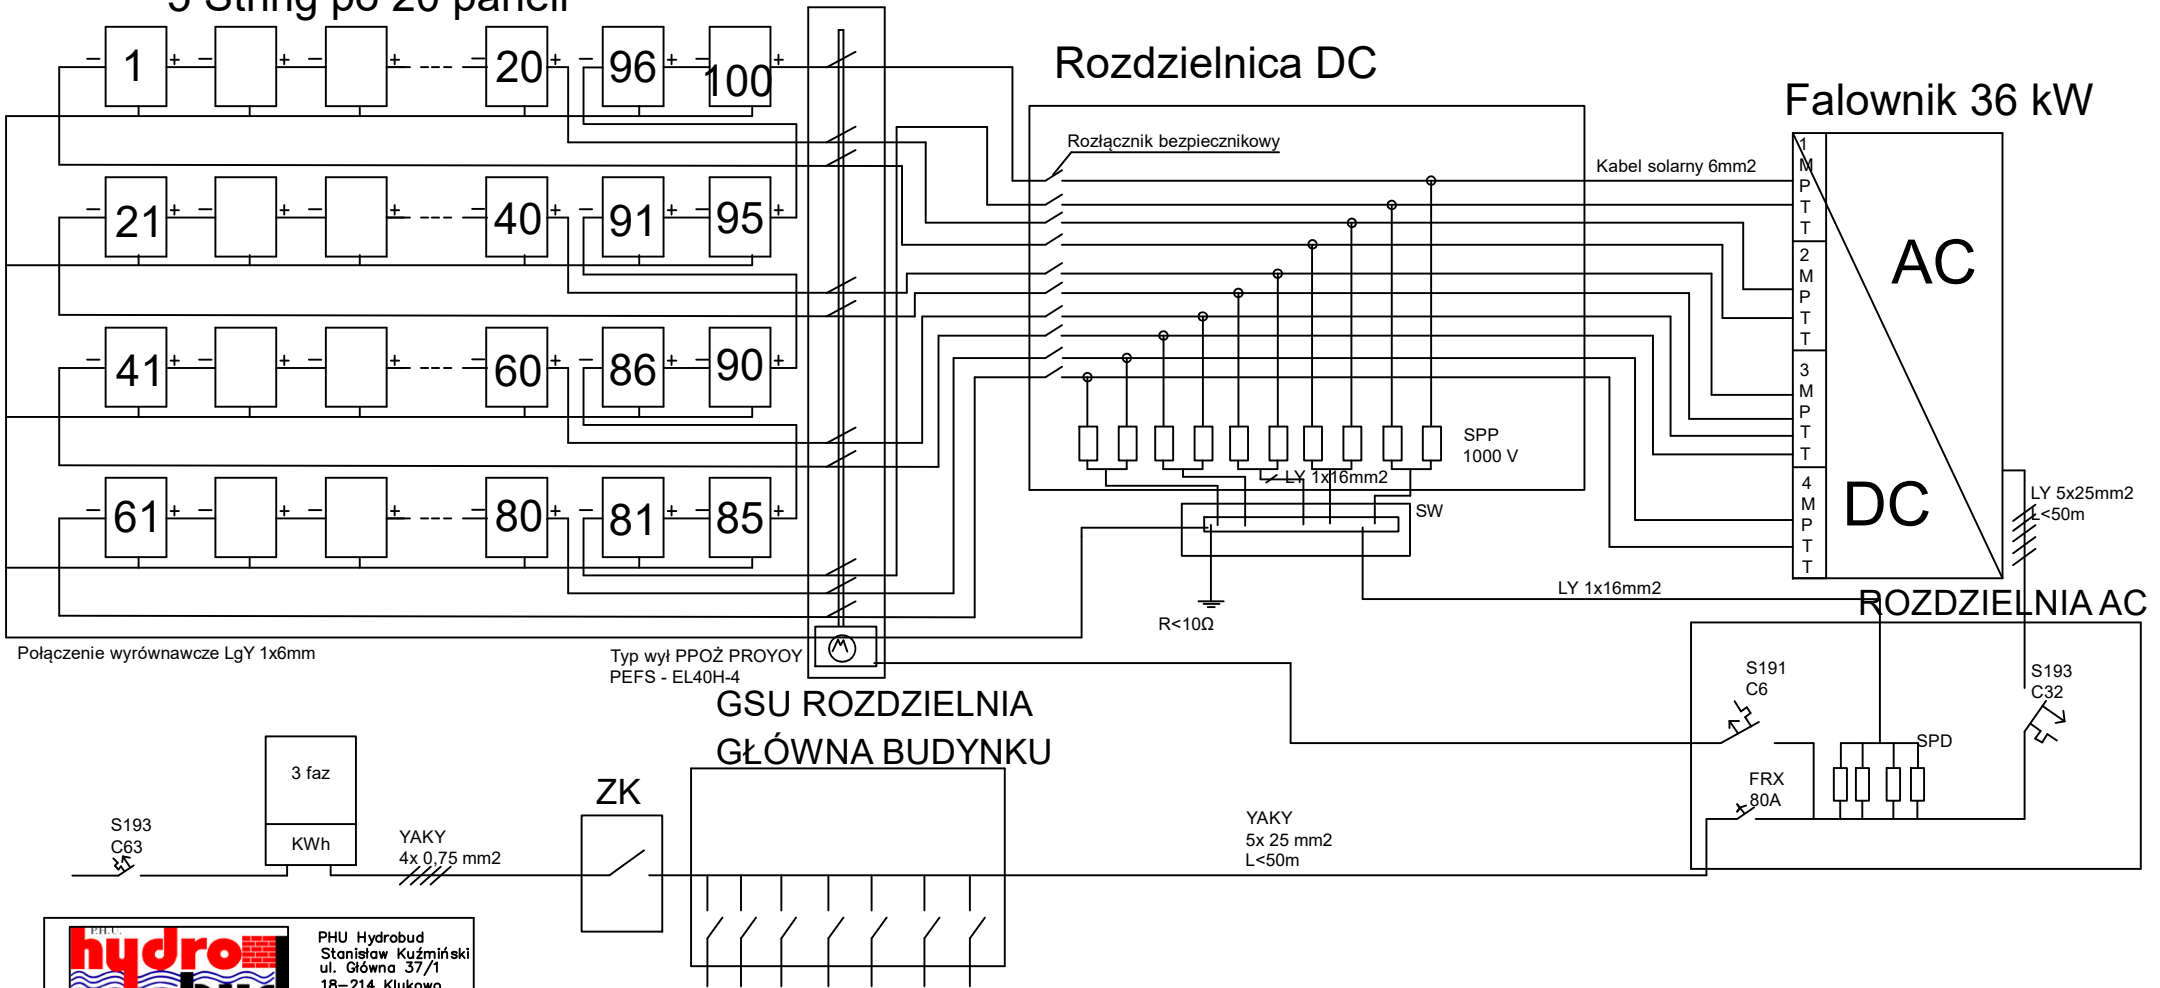 5 String po 20 paneli
1
20
96
100
21
40
91
95
41
60
86
90
61
80
81
85
Rozdzielnica DC
Rozłącznik bezpiecznikowy
Kabel solarny 6mm2
Falownik 36 kW
1
M
P
T
T
2
M
P
T
T
3
M
P
T
T
4
M
P
T
T
AC
DC
SPP
1000 V
LY 1x16mm2
SW
R<10Ω
LY 1x16mm2
LY 5x25mm2
L<50m
ROZDZIELNIA AC
S191
C6
S193
C32
SPD
FRX
80A
Połączenie wyrównawcze LgY 1x6mm
Typ wył PPOŻ PROYOY
PEFS - EL40H-4
M
GSU ROZDZIELNIA
GŁÓWNA BUDYNKU
3 faz
KWh
S193
C63
YAKY
4x 0,75 mm2
ZK
YAKY
5x 25 mm2
L<50m
P.H.U.
hydro
PHU Hydrobud
Stanisław Kuźmiński
ul. Główna 37/1
18-214 Klukowo